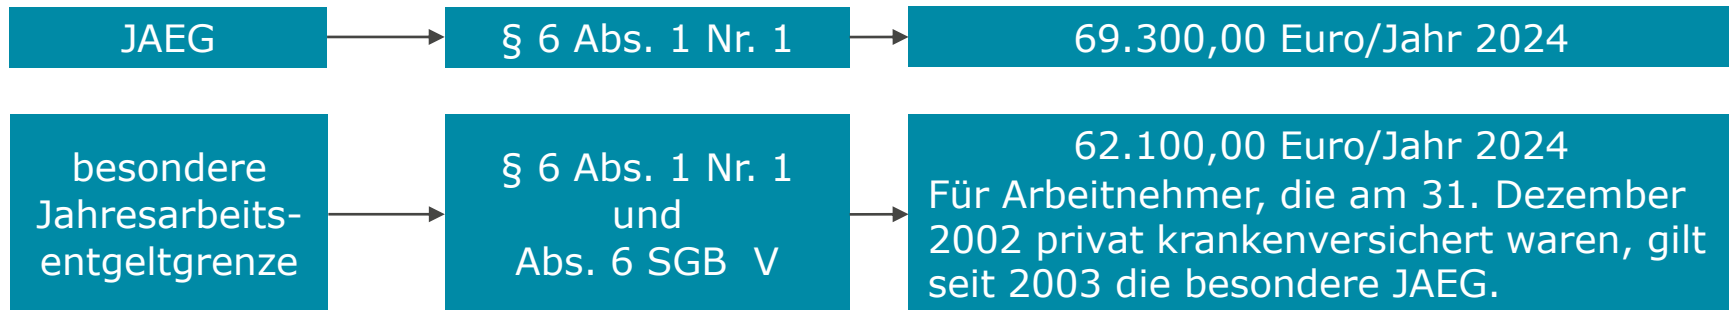 JAEG
§ 6 Abs. 1 Nr. 1
69.300,00 Euro/Jahr 2024
besondere
Jahresarbeits-
entgeltgrenze
§ 6 Abs. 1 Nr. 1
und
Abs. 6 SGB  V
62.100,00 Euro/Jahr 2024
Für Arbeitnehmer, die am 31. Dezember
2002 privat krankenversichert waren, gilt
seit 2003 die besondere JAEG.